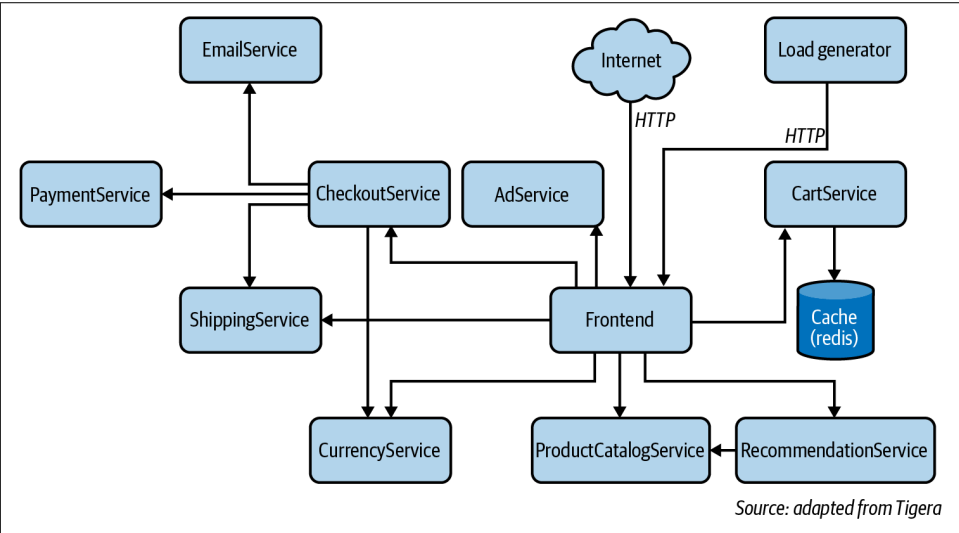 EmailService
Internet
Load generator
HTTP
HTTP
PaymentService
CheckoutService
AdService
CartService
ShippingService
Frontend
Cache
(redis)
CurrencyService
ProductCatalogService
RecommendationService
Source: adapted from Tigera